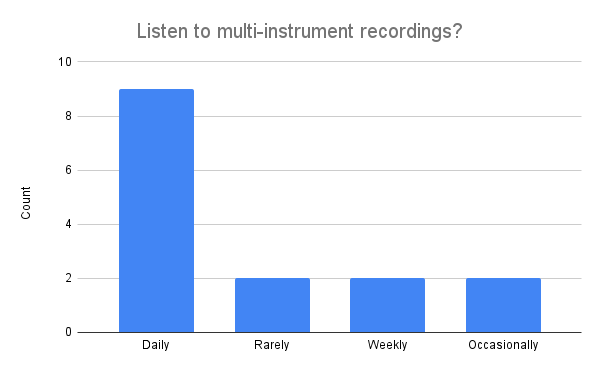 Listen to multi-instrument recordings?
Count
10
8
6
4
2
0
Daily Rarely Weekly Occasionally